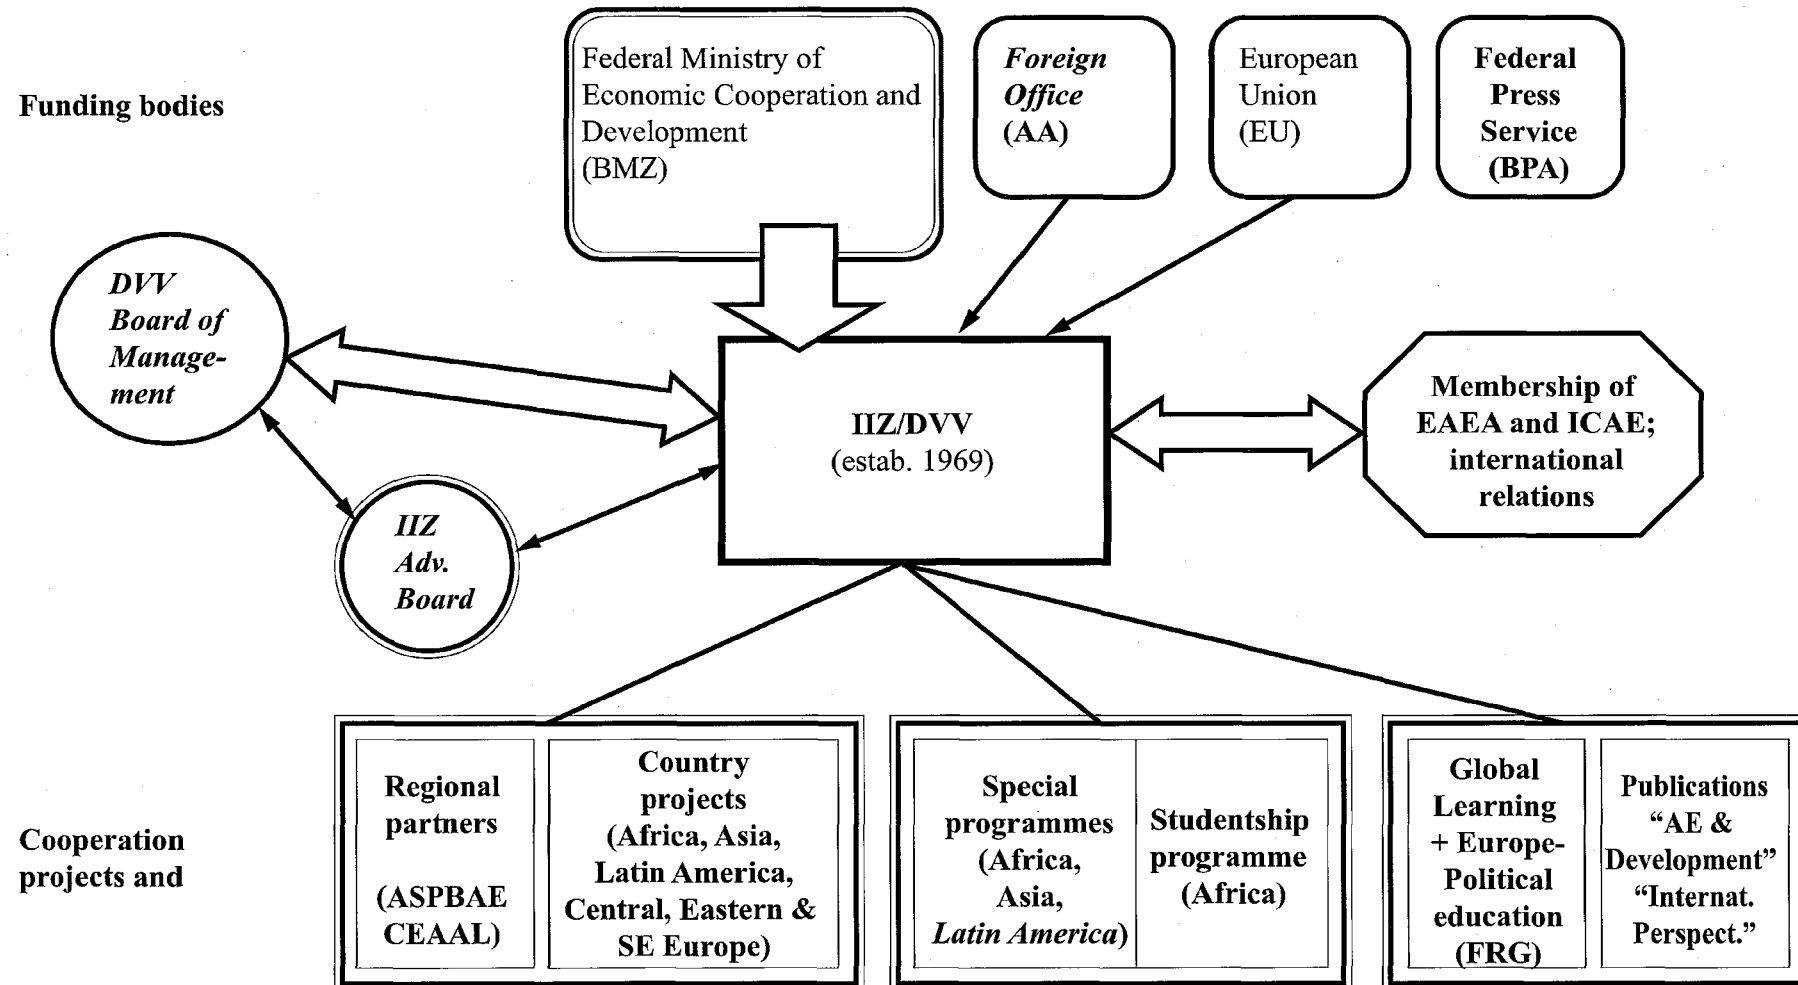 Funding bodies
Federal Ministry of
Economic Cooperation and
Development
(BMZ)
Foreign
Office
(AA)
European
Union
(EU)
Federal
Press
Service
(BPA)
DVV
Board of
Manage-
ment
IIZ
Adv.
Board
IIZ/DVV
(estab. 1969)
Membership of
EAEA and ICAE;
international
relations
Cooperation
projects and
Regional
partners
(ASPBAE
CEAAL)
Country
projects
(Africa, Asia,
Latin America,
Central, Eastern &
SE Europe)
Special
programmes
(Africa,
Asia,
Latin America)
Studentship
programme
(Africa)
Global
Learning
+ Europe-
Political
education
(FRG)
Publications
“AE &
Development”
“Internat.
Perspect.”